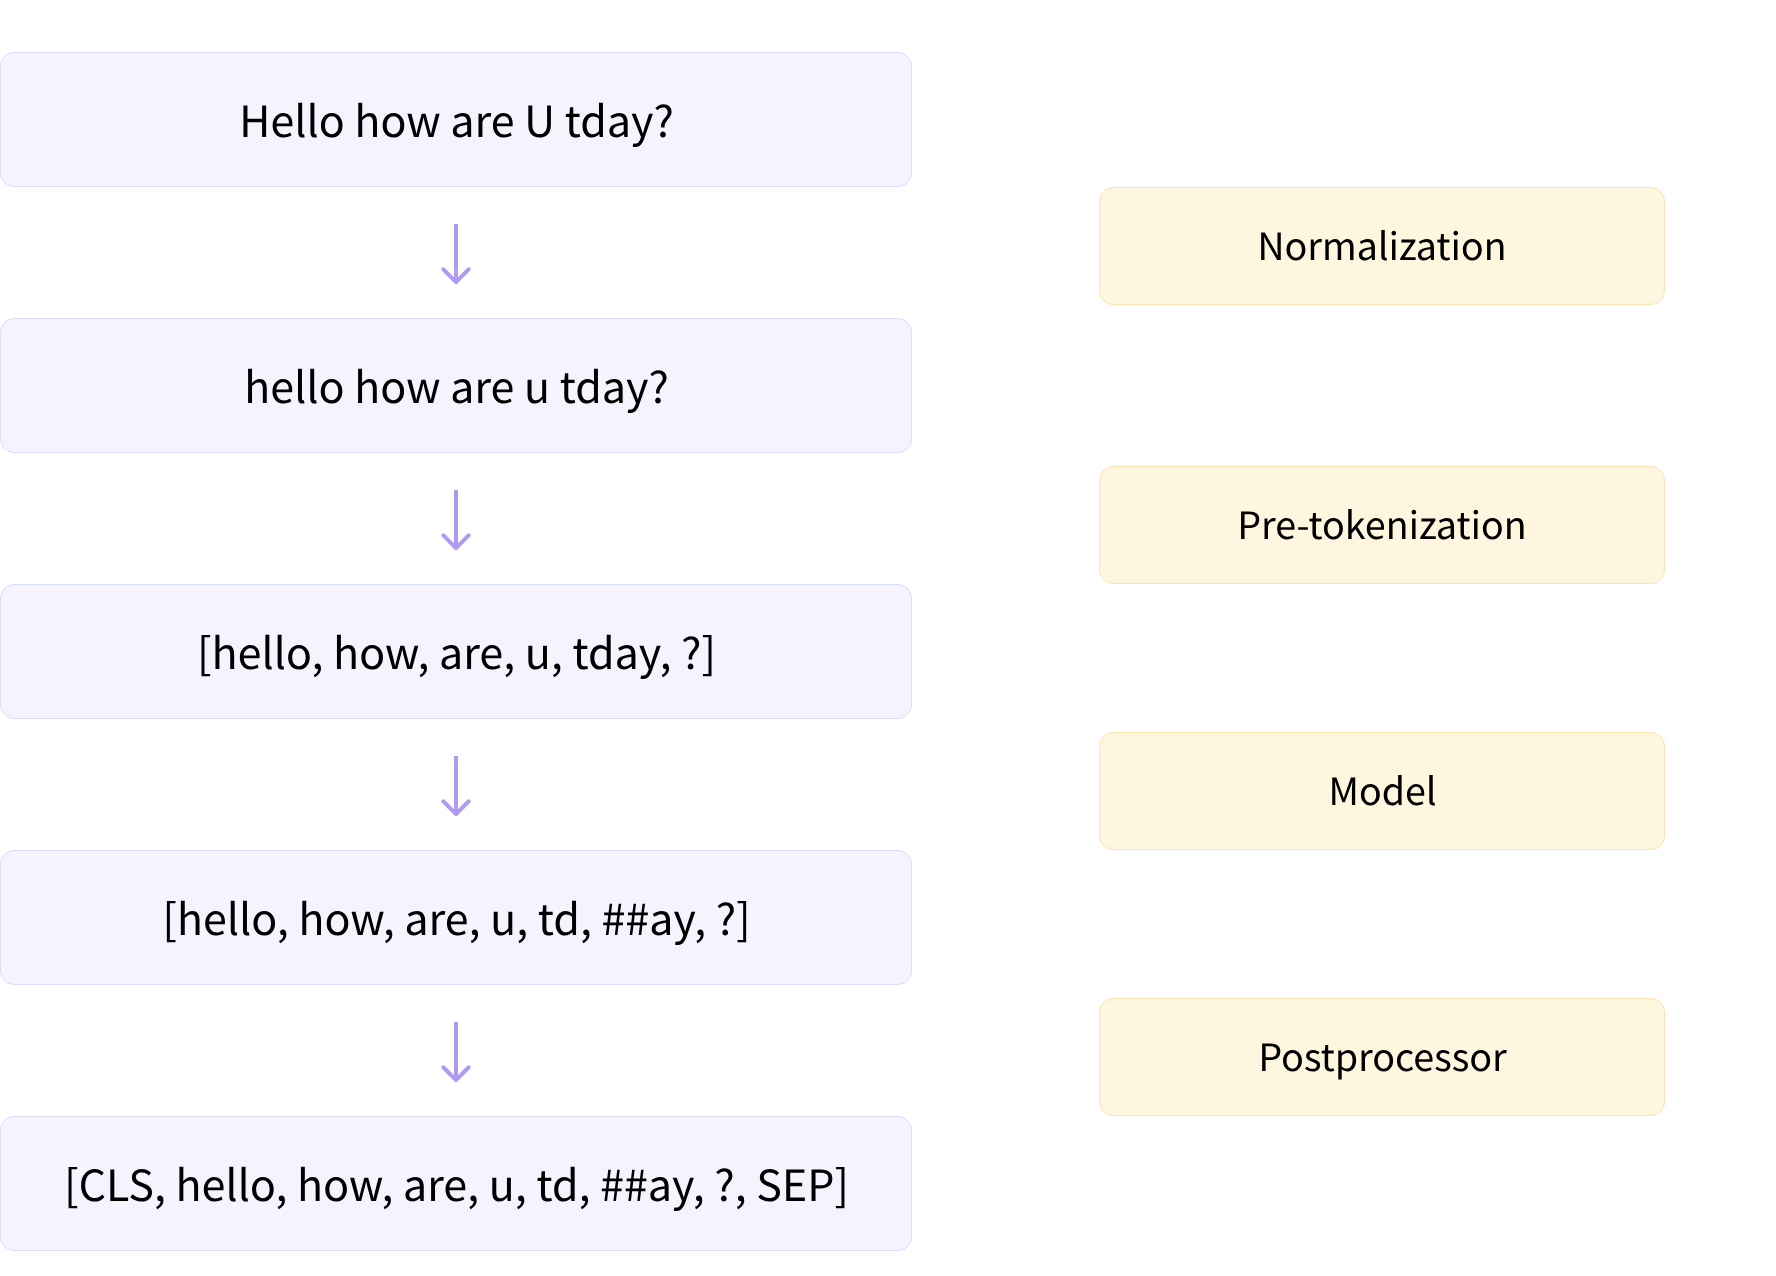 Hello how are U tday?
Normalization
hello how are u tday?
Pre-tokenization
[hello, how, are, u, tday, ?]
Model
[hello, how, are, u, td, ##ay, ?]
Postprocessor
[CLS, hello, how, are, u, td, ##ay, ?, SEP]